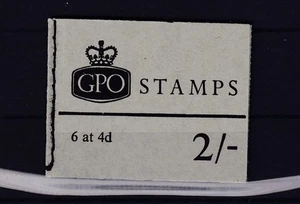 GPO STAMPS
6 at 4d 2/-